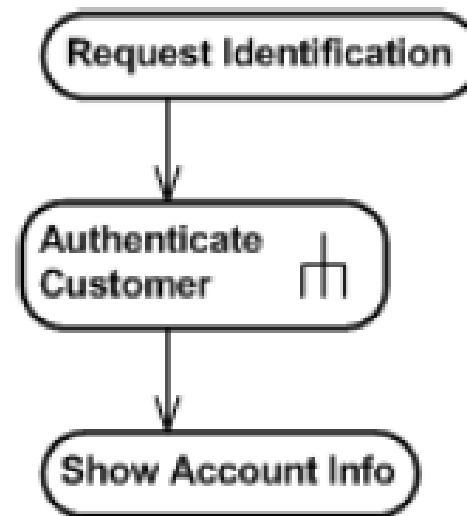 Request Identification
Authenticate
Customer
Show Account Info